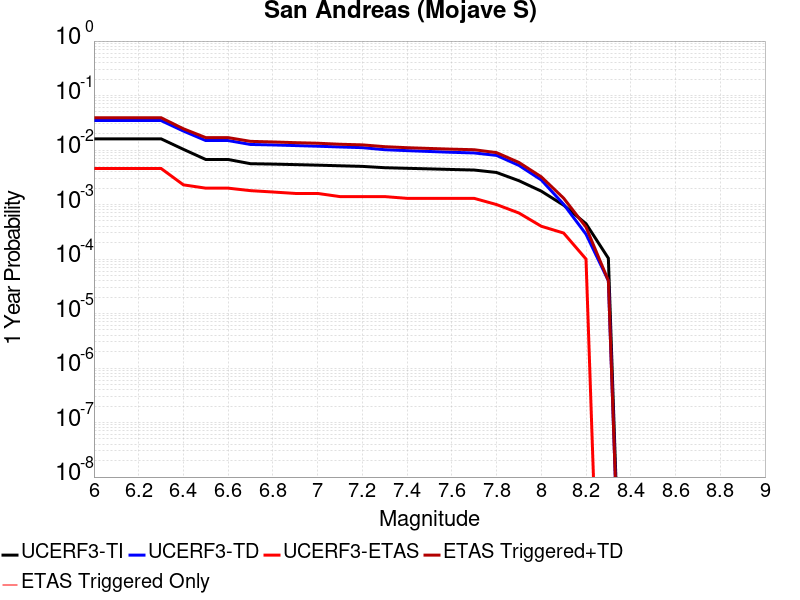 San Andreas (Mojave S)
1 Year Probability
10^0
10^-1
10^-2
10^-3
10^-4
10^-5
10^-6
10^-7
10^-8
6 6.2 6.4 6.6 6.8 7 7.2 7.4 7.6 7.8 8 8.2 8.4 8.6 8.8 9
Magnitude
UCERF3-TI UCERF3-TD UCERF3-ETAS ETAS Triggered+TD
ETAS Triggered Only